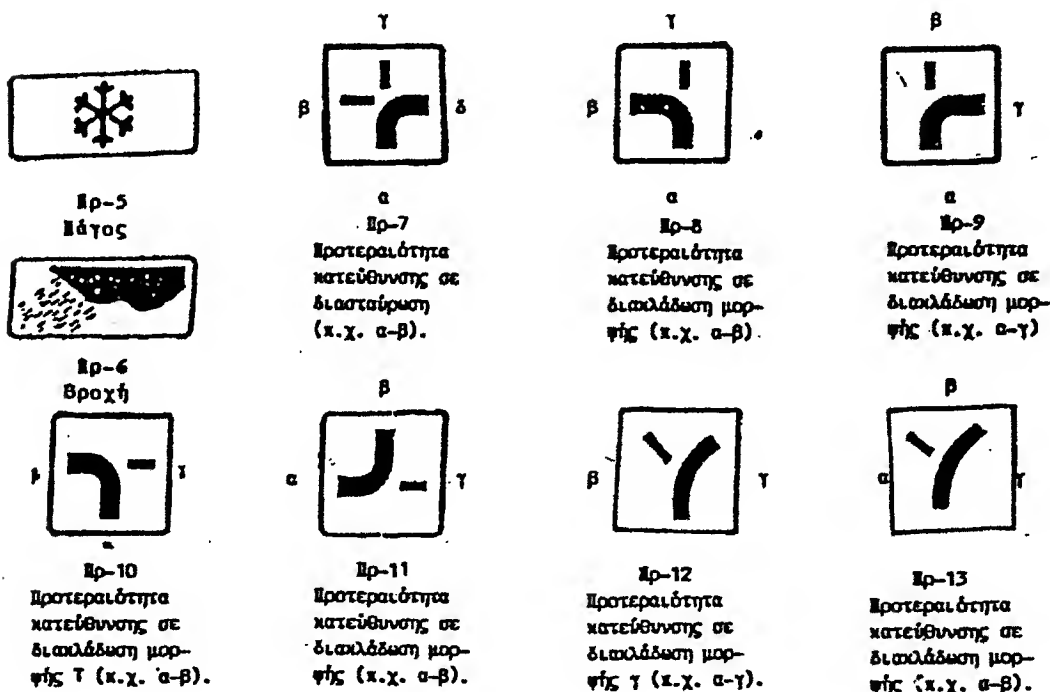 γ
γ
β
β
δ
β
γ
α
α
α
Πρ-5
Πάγος
Πρ-7
Προτεραιότητα
κατεύθυνσης σε
διασταύρωση
(π.χ. α-β).
Πρ-8
Προτεραιότητα
κατεύθυνσης σε
διακλάδωση μορ-
φής (π.χ. α-β).
Πρ-9
Προτεραιότητα
κατεύθυνσης σε
διακλάδωση μορ-
φής (π.χ. α-γ)
Πρ-6
Βροχή
β
β
β
γ
α
γ
β
γ
α
γ
α
Πρ-10
Προτεραιότητα
κατεύθυνσης σε
διακλάδωση μορ-
φής Τ (π.χ. α-β).
Πρ-11
Προτεραιότητα
κατεύθυνσης σε
διακλάδωση μορ-
φής (π.χ. α-β).
Πρ-12
Προτεραιότητα
κατεύθυνσης σε
διακλάδωση μορ-
φής γ (π.χ. α-γ).
Πρ-13
Προτεραιότητα
κατεύθυνσης σε
διακλάδωση μορ-
φής (π.χ. α-β).